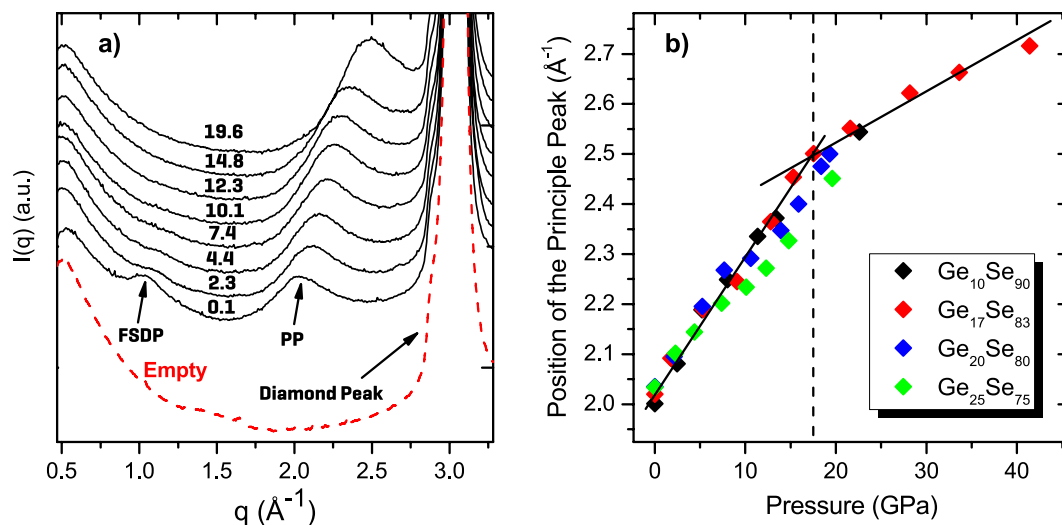 a)
I(q) (a.u.)
19.6
14.8
12.3
10.1
7.4
4.4
2.3
0.1
FSDP
PP
Empty
Diamond Peak
0.5 1.0 1.5 2.0 2.5 3.0
q (Å⁻¹)
b)
Position of the Principle Peak (Å⁻¹)
2.7
2.6
2.5
2.4
2.3
2.2
2.1
2.0
Ge₁₀Se₉₀
Ge₁₇Se₈₃
Ge₂₀Se₈₀
Ge₂₅Se₇₅
0 10 20 30 40
Pressure (GPa)